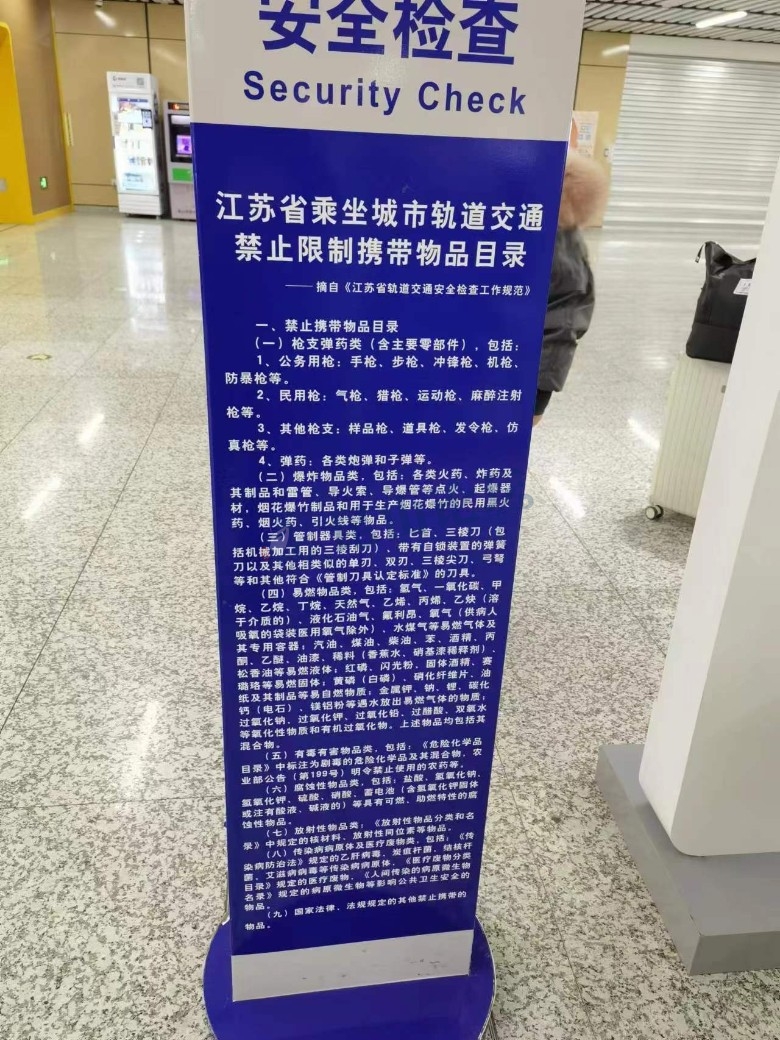 安全检查
Security Check
江苏省乘坐城市轨道交通
禁止限制携带物品目录
——摘自《江苏省轨道交通安全检查工作规范》
一、禁止携带物品目录
（一）枪支弹药类（含主要零部件），包括：
1、公务用枪：手枪、步枪、冲锋枪、机枪、
防暴枪等。
2、民用枪：气枪、猎枪、运动枪、麻醉注射
枪等。
3、其他枪支：样品枪、道具枪、发令枪、仿
真枪等。
4、弹药：各类炮弹和子弹等。
（二）爆炸物品类，包括：各类火药、炸药及
其制品和雷管、导火索、导爆管等点火、起爆器
材，烟花爆竹制品和用于生产烟花爆竹的民用黑火
药、烟火药、引火线等物品。
（三）管制器具类，包括：匕首、三棱刀（包
括机械加工用的三棱刮刀）、带有自锁装置的弹簧
刀以及其他相类似的单刃、双刃、三棱尖刀、弓弩
等和其他符合《管制刀具认定标准》的刀具。
（四）易燃物品类，包括：氢气、一氧化碳、甲
烷、乙烷、丁烷、天然气、乙烯、丙烯、乙炔（溶
于介质的）、液化石油气、氟利昂、氧气（供病人
吸氧的袋装医用氧气除外）、水煤气等易燃气体及
其专用容器；汽油、煤油、柴油、苯、酒精、丙
酮、乙醚、油漆、稀料（香蕉水、硝基漆稀释剂）、
松香油等易燃液体；红磷、闪光粉、固体酒精、赛
璐珞等易燃固体；黄磷（白磷）、硝化纤维片、油
纸及其制品等易自燃物质；金属钾、钠、锂、碳化
钙（电石）、镁铝粉等遇水放出易燃气体的物质；
过氧化钠、过氧化钾、过氧化铅、过醋酸、双氧水
等氧化性物质和有机过氧化物。上述物品均包括其
混合物。
（五）有毒有害物品类，包括：《危险化学品
目录》中标注为剧毒的危险化学品及其混合物，农
业部公告（第199号）明令禁止使用的农药等。
（六）腐蚀性物品类，包括：盐酸、氢氧化钠、
氢氧化钾、硫酸、硝酸、蓄电池（含氢氧化钾固体
或注有酸液、碱液的）等具有可燃、助燃特性的腐
蚀性物品。
（七）放射性物品类：《放射性物品分类和名
录》中规定的核材料、放射性同位素等物品。
（八）传染病病原体及医疗废物类，包括：《传
染病防治法》规定的乙肝病毒、炭疽杆菌、结核杆
菌、艾滋病病毒等传染病病原体，《医疗废物分类
目录》规定的医疗废物，《人间传染的病原微生物
名录》规定的病原微生物等影响公共卫生安全的
物品。
（九）国家法律、法规规定的其他禁止携带的
物品。